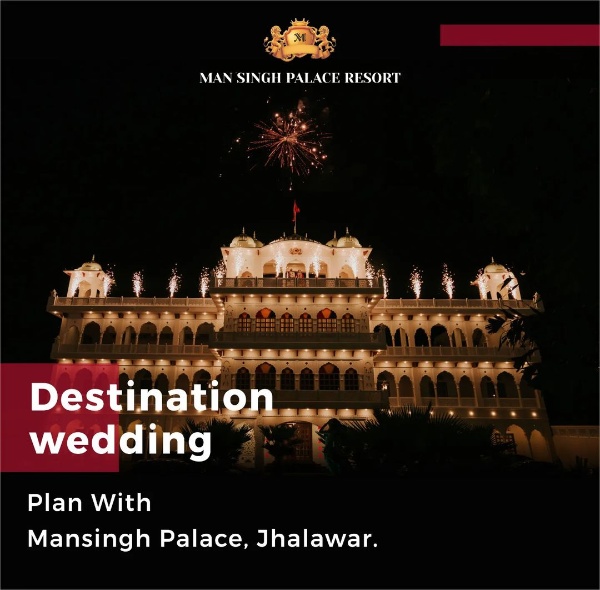 M
MAN SINGH PALACE RESORT
Destination
wedding
Plan With
Mansingh Palace, Jhalawar.